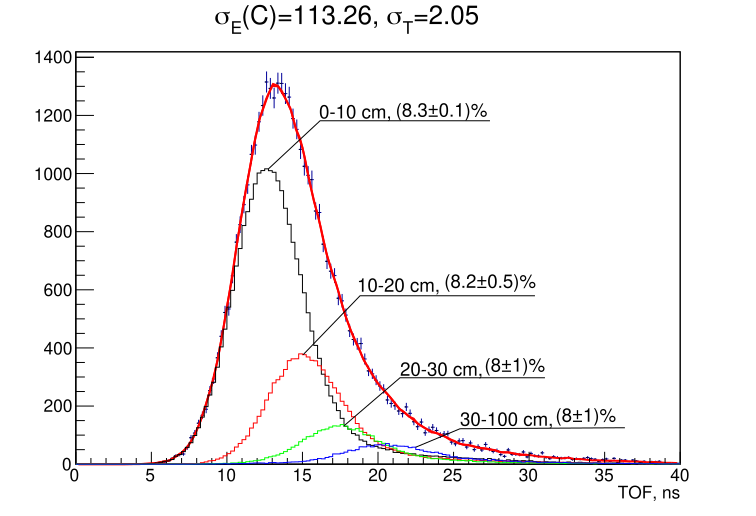 σE(C)=113.26, σT=2.05
1400
1200
1000
800
600
400
200
0
0-10 cm, (8.3±0.1)%
10-20 cm, (8.2±0.5)%
20-30 cm, (8±1)%
30-100 cm, (8±1)%
0 5 10 15 20 25 30 35 40
TOF, ns